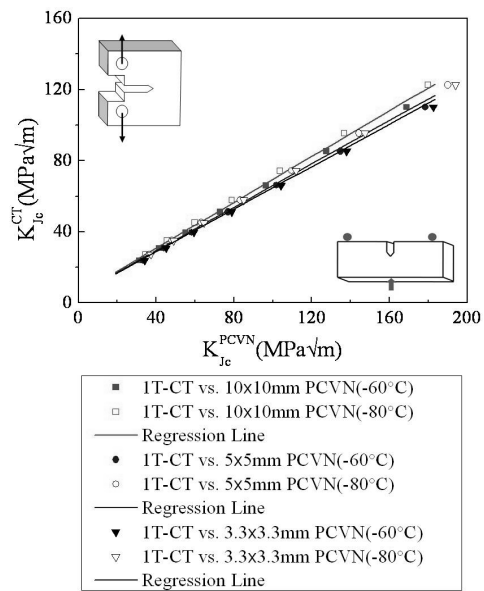 160
120
80
40
0
0 40 80 120 160 200
K_Jc^CT (MPa√m)
K_Jc^PCVN (MPa√m)
1T-CT vs. 10x10mm PCVN(-60°C)
1T-CT vs. 10x10mm PCVN(-80°C)
Regression Line
1T-CT vs. 5x5mm PCVN(-60°C)
1T-CT vs. 5x5mm PCVN(-80°C)
Regression Line
1T-CT vs. 3.3x3.3mm PCVN(-60°C)
1T-CT vs. 3.3x3.3mm PCVN(-80°C)
Regression Line